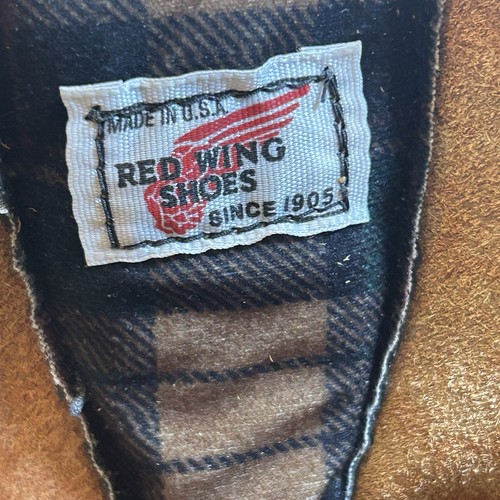 MADE IN U.S.A.
RED WING
SHOES
SINCE 1905